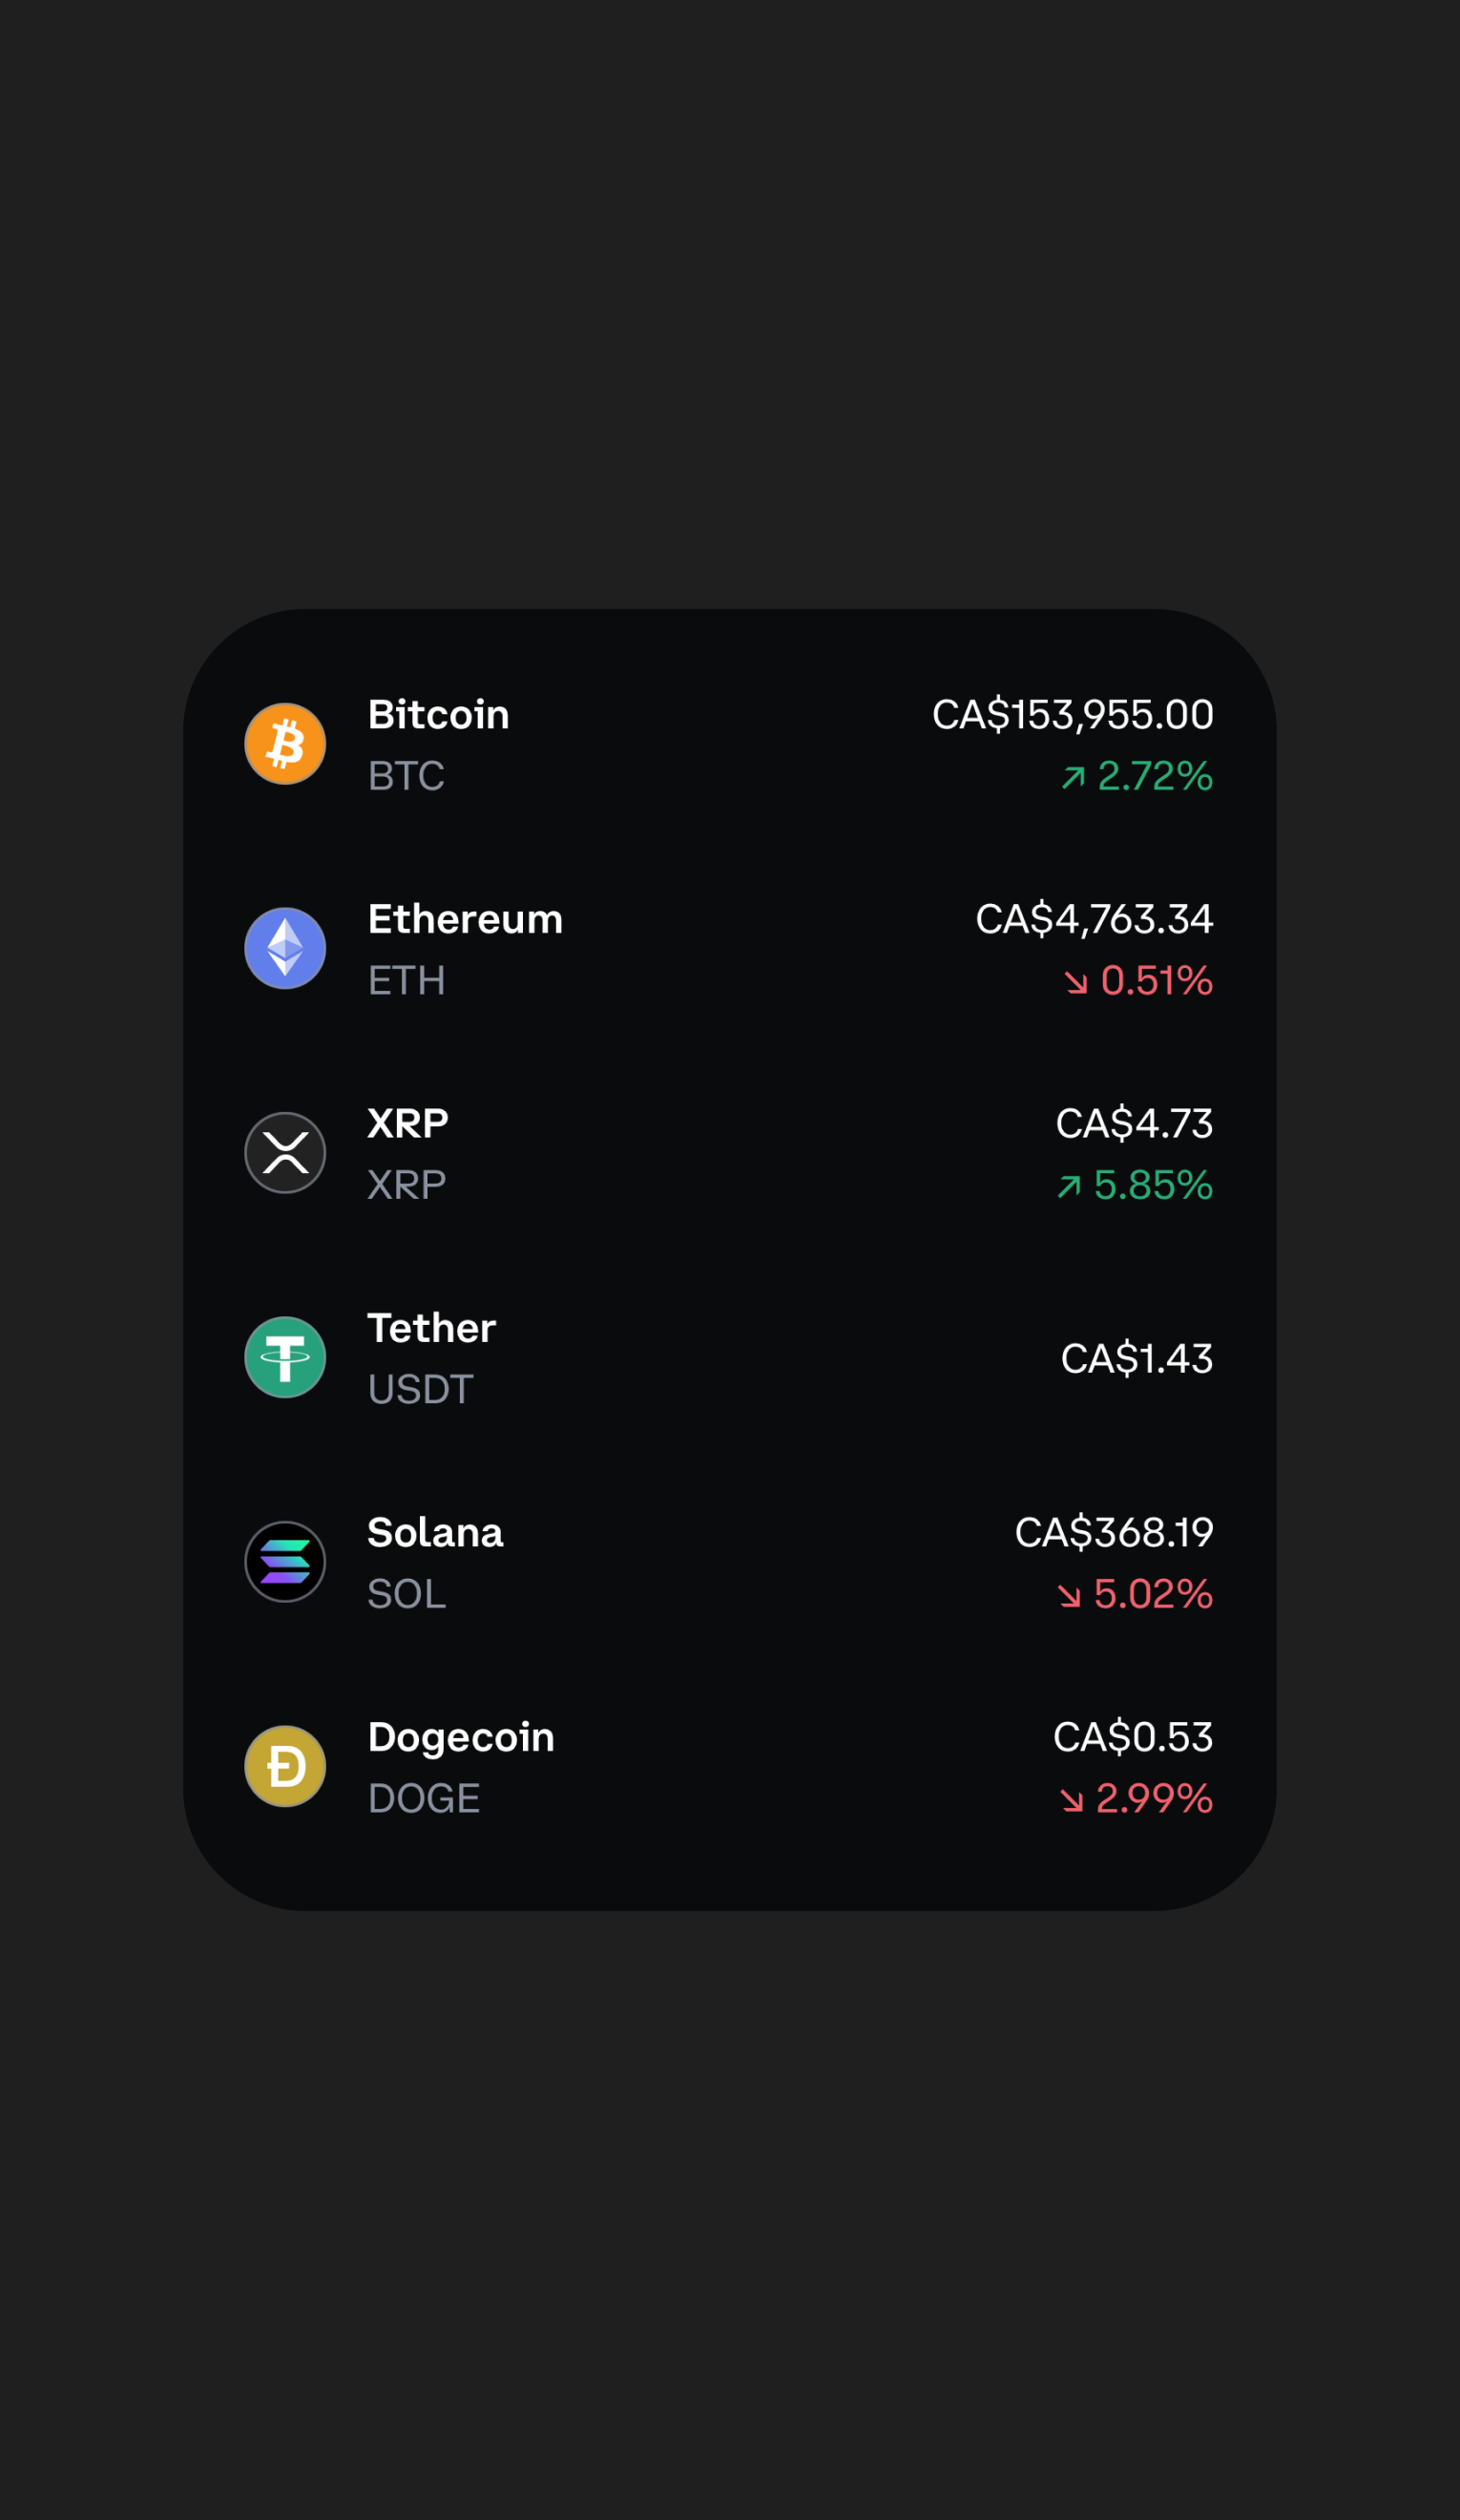 Bitcoin CA$153,955.00
BTC ↗ 2.72%
Ethereum CA$4,763.34
ETH ↘ 0.51%
XRP CA$4.73
XRP ↗ 5.85%
Tether
CA$1.43
USDT
Solana CA$368.19
SOL ↘ 5.02%
Dogecoin CA$0.53
DOGE ↘ 2.99%